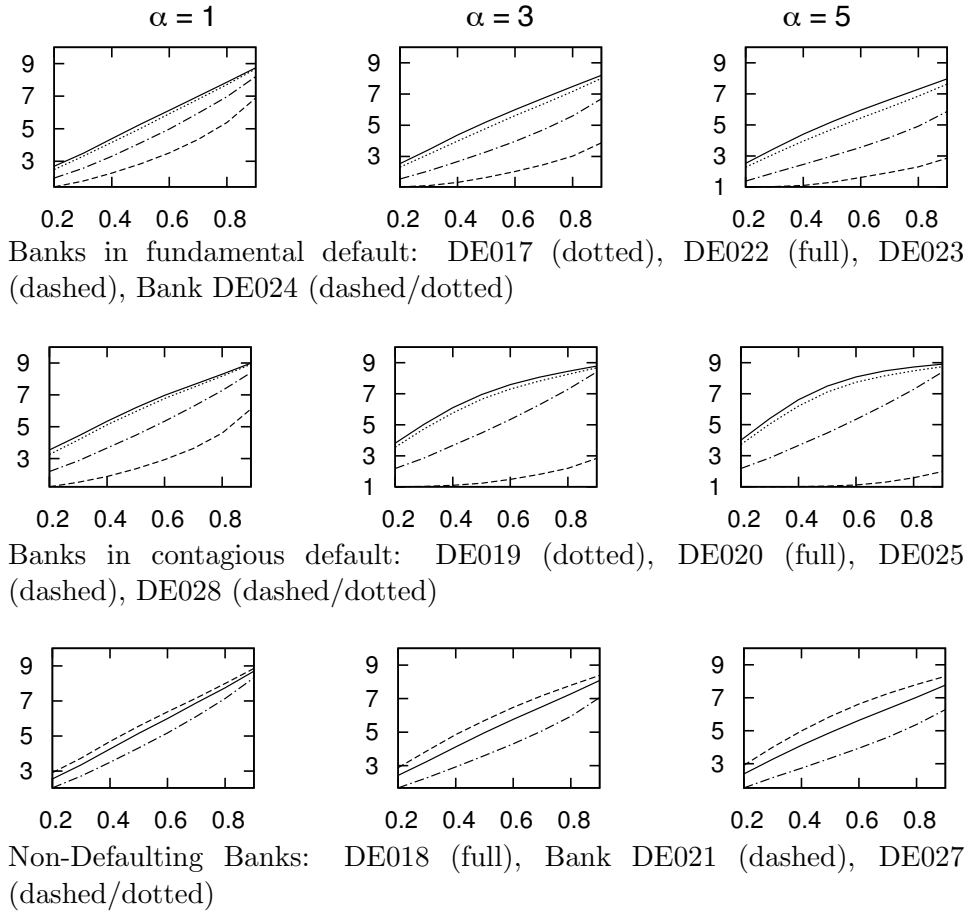 α = 1 α = 3 α = 5
9 9 9
7 7 7
5 5 5
3 3 3
1
0.2 0.4 0.6 0.8 0.2 0.4 0.6 0.8 0.2 0.4 0.6 0.8
Banks in fundamental default: DE017 (dotted), DE022 (full), DE023
(dashed), Bank DE024 (dashed/dotted)
9 9 9
7 7 7
5 5 5
3 3 3
1 1
0.2 0.4 0.6 0.8 0.2 0.4 0.6 0.8 0.2 0.4 0.6 0.8
Banks in contagious default: DE019 (dotted), DE020 (full), DE025
(dashed), DE028 (dashed/dotted)
9 9 9
7 7 7
5 5 5
3 3 3
0.2 0.4 0.6 0.8 0.2 0.4 0.6 0.8 0.2 0.4 0.6 0.8
Non-Defaulting Banks: DE018 (full), Bank DE021 (dashed), DE027
(dashed/dotted)